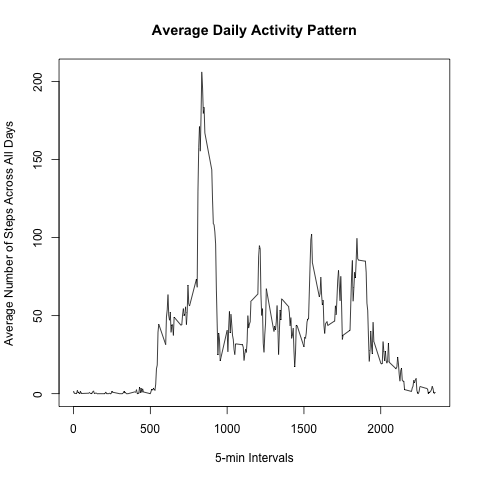 Average Daily Activity Pattern
Average Number of Steps Across All Days
200
150
100
50
0
0 500 1000 1500 2000
5-min Intervals